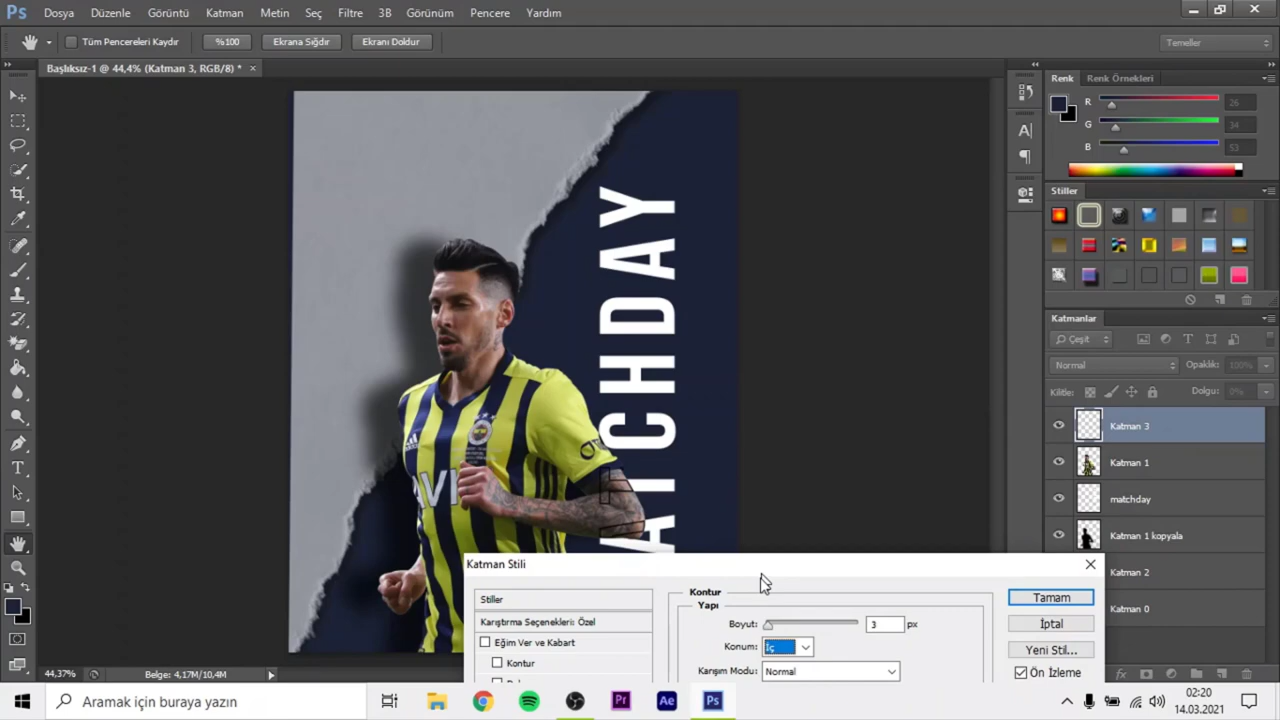 Ps Dosya Düzenle Görüntü Katman Metin Seç Filtre 3B Görünüm Pencere Yardım
Tüm Pencereleri Kaydır %100 Ekrana Sığdır Ekranı Doldur Temeller
Başlıksız-1 @ 44,4% (Katman 3, RGB/8) *
Renk Renk Örnekleri
R 26
G 34
B 53
Stiller
MATCHDAY
AVI
Katmanlar
Çeşit
Normal Opaklık: 100%
Kilitle: Dolgu: 0%
Katman 3
Katman 1
matchday
Katman 1 kopyala
Katman 2
Katman 0
Katman Stili
Stiller
Karıştırma Seçenekleri: Özel
Eğim Ver ve Kabart
Kontur
Kontur
Yapı
Boyut: 3 px
Konum: İç
Karışım Modu: Normal
Tamam
İptal
Yeni Stil...
Ön İzleme
44,37% Belge: 4,17M/10,4M
Aramak için buraya yazın
Pr Ae Ps
02:20
14.03.2021